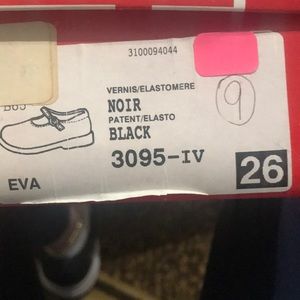 3100094044
VERNIS/ELASTOMERE
NOIR
9
PATENT/ELASTO
BLACK
3095-IV
EVA
26